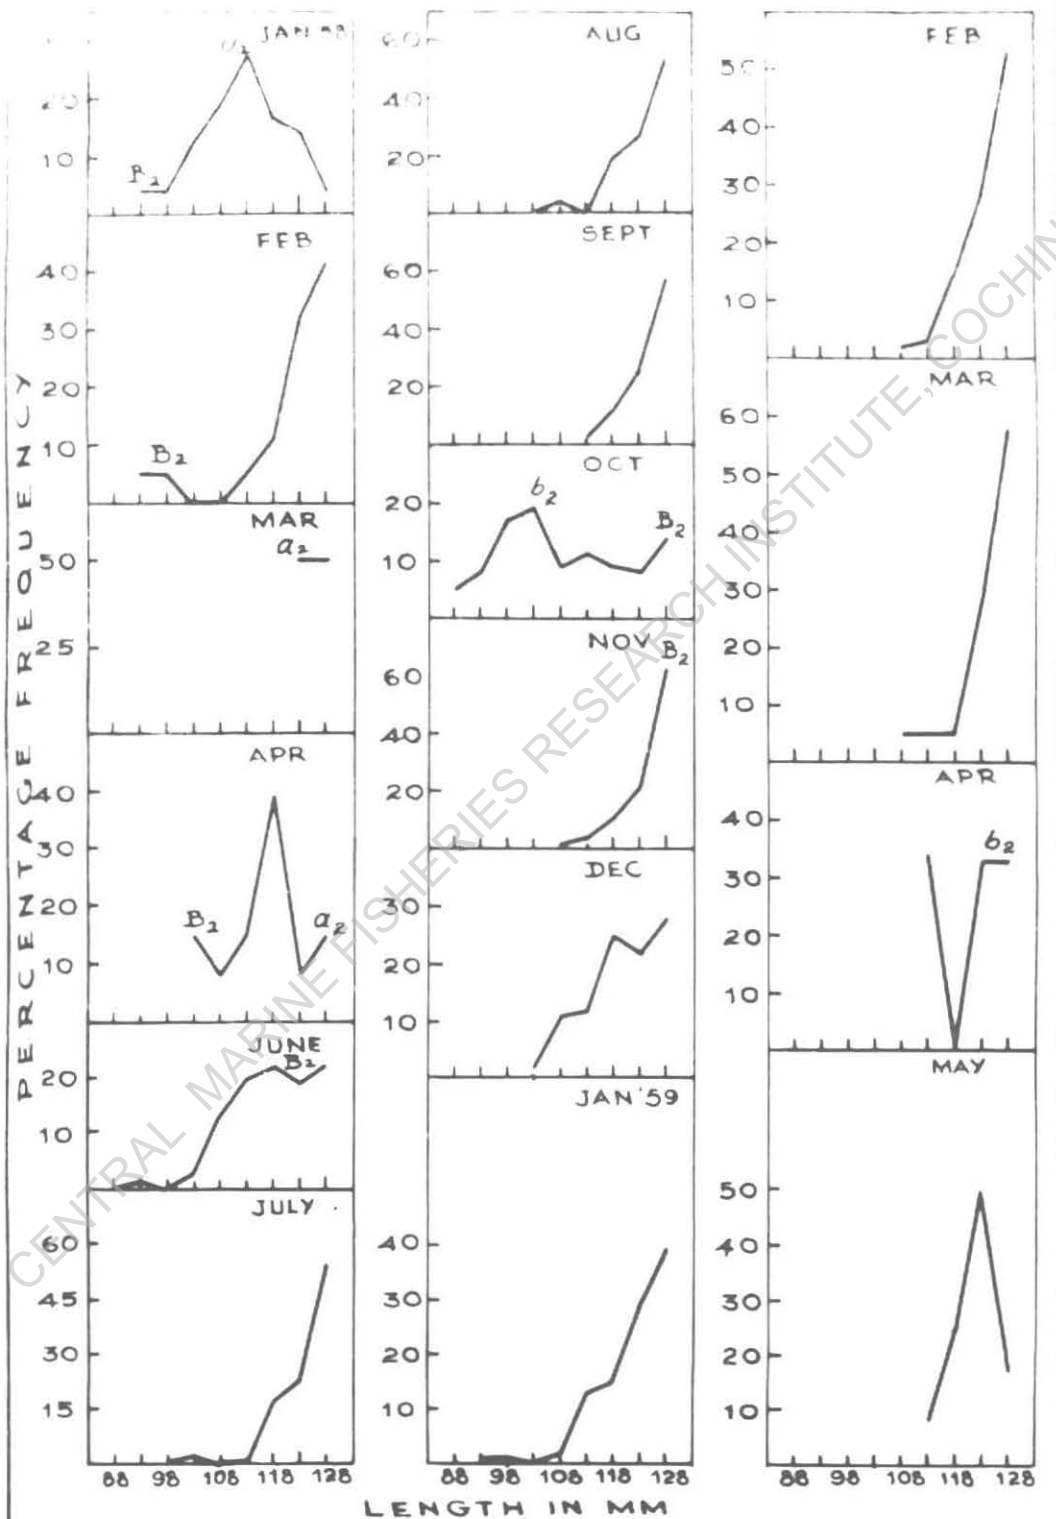 PERCENTAGE FREQUENCY
JAN '58
a2
20
10
B2
FEB
40
30
20
10
B2
MAR
a2
50
25
APR
40
30
20
10
B2
a2
JUNE
B2
20
10
JULY
60
45
30
15
88 98 108 118 128
AUG
60
40
20
SEPT
60
40
20
OCT
b2
B2
20
10
NOV
B2
60
40
20
DEC
30
20
10
JAN '59
40
30
20
10
88 98 108 118 128
FEB
50
40
30
20
10
MAR
60
50
40
30
20
10
APR
b2
40
30
20
10
MAY
50
40
30
20
10
88 98 108 118 128
LENGTH IN MM
CENTRAL MARINE FISHERIES RESEARCH INSTITUTE, COCHIN